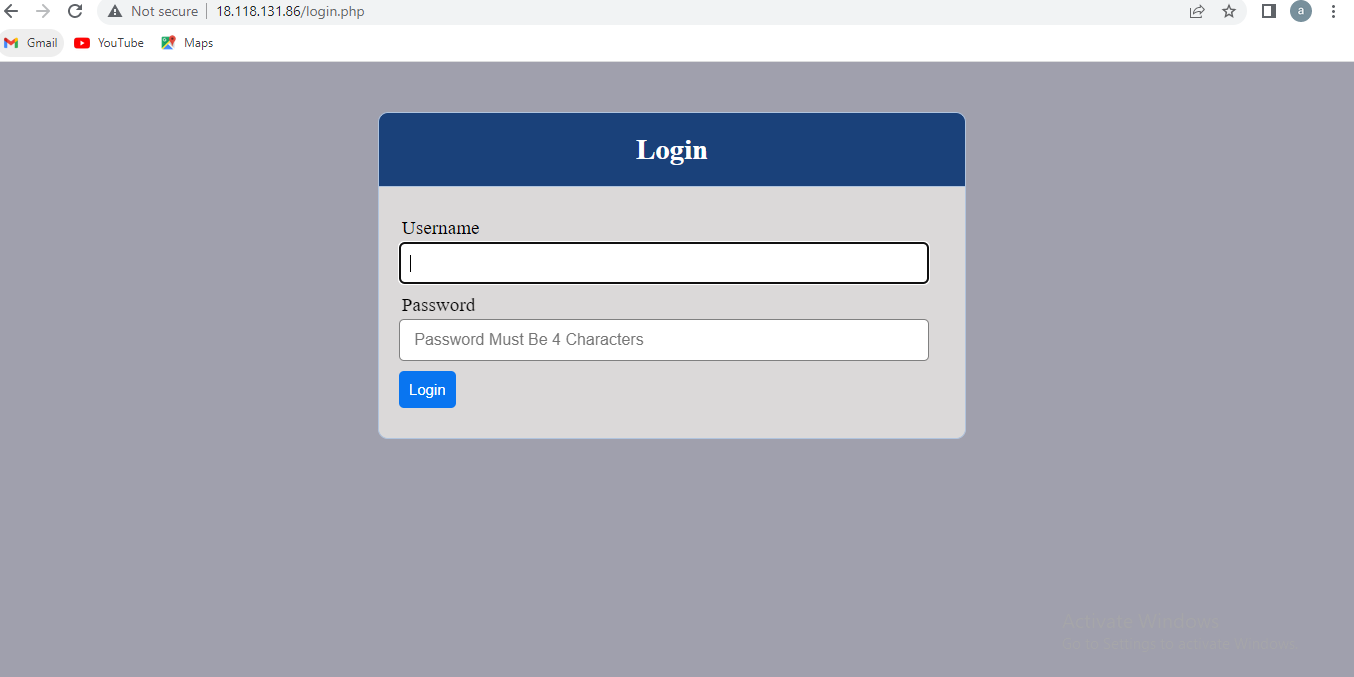 Not secure 18.118.131.86/login.php a
Gmail YouTube Maps
Login
Username
Password
Password Must Be 4 Characters
Login
Activate Windows
Go to Settings to activate Windows.